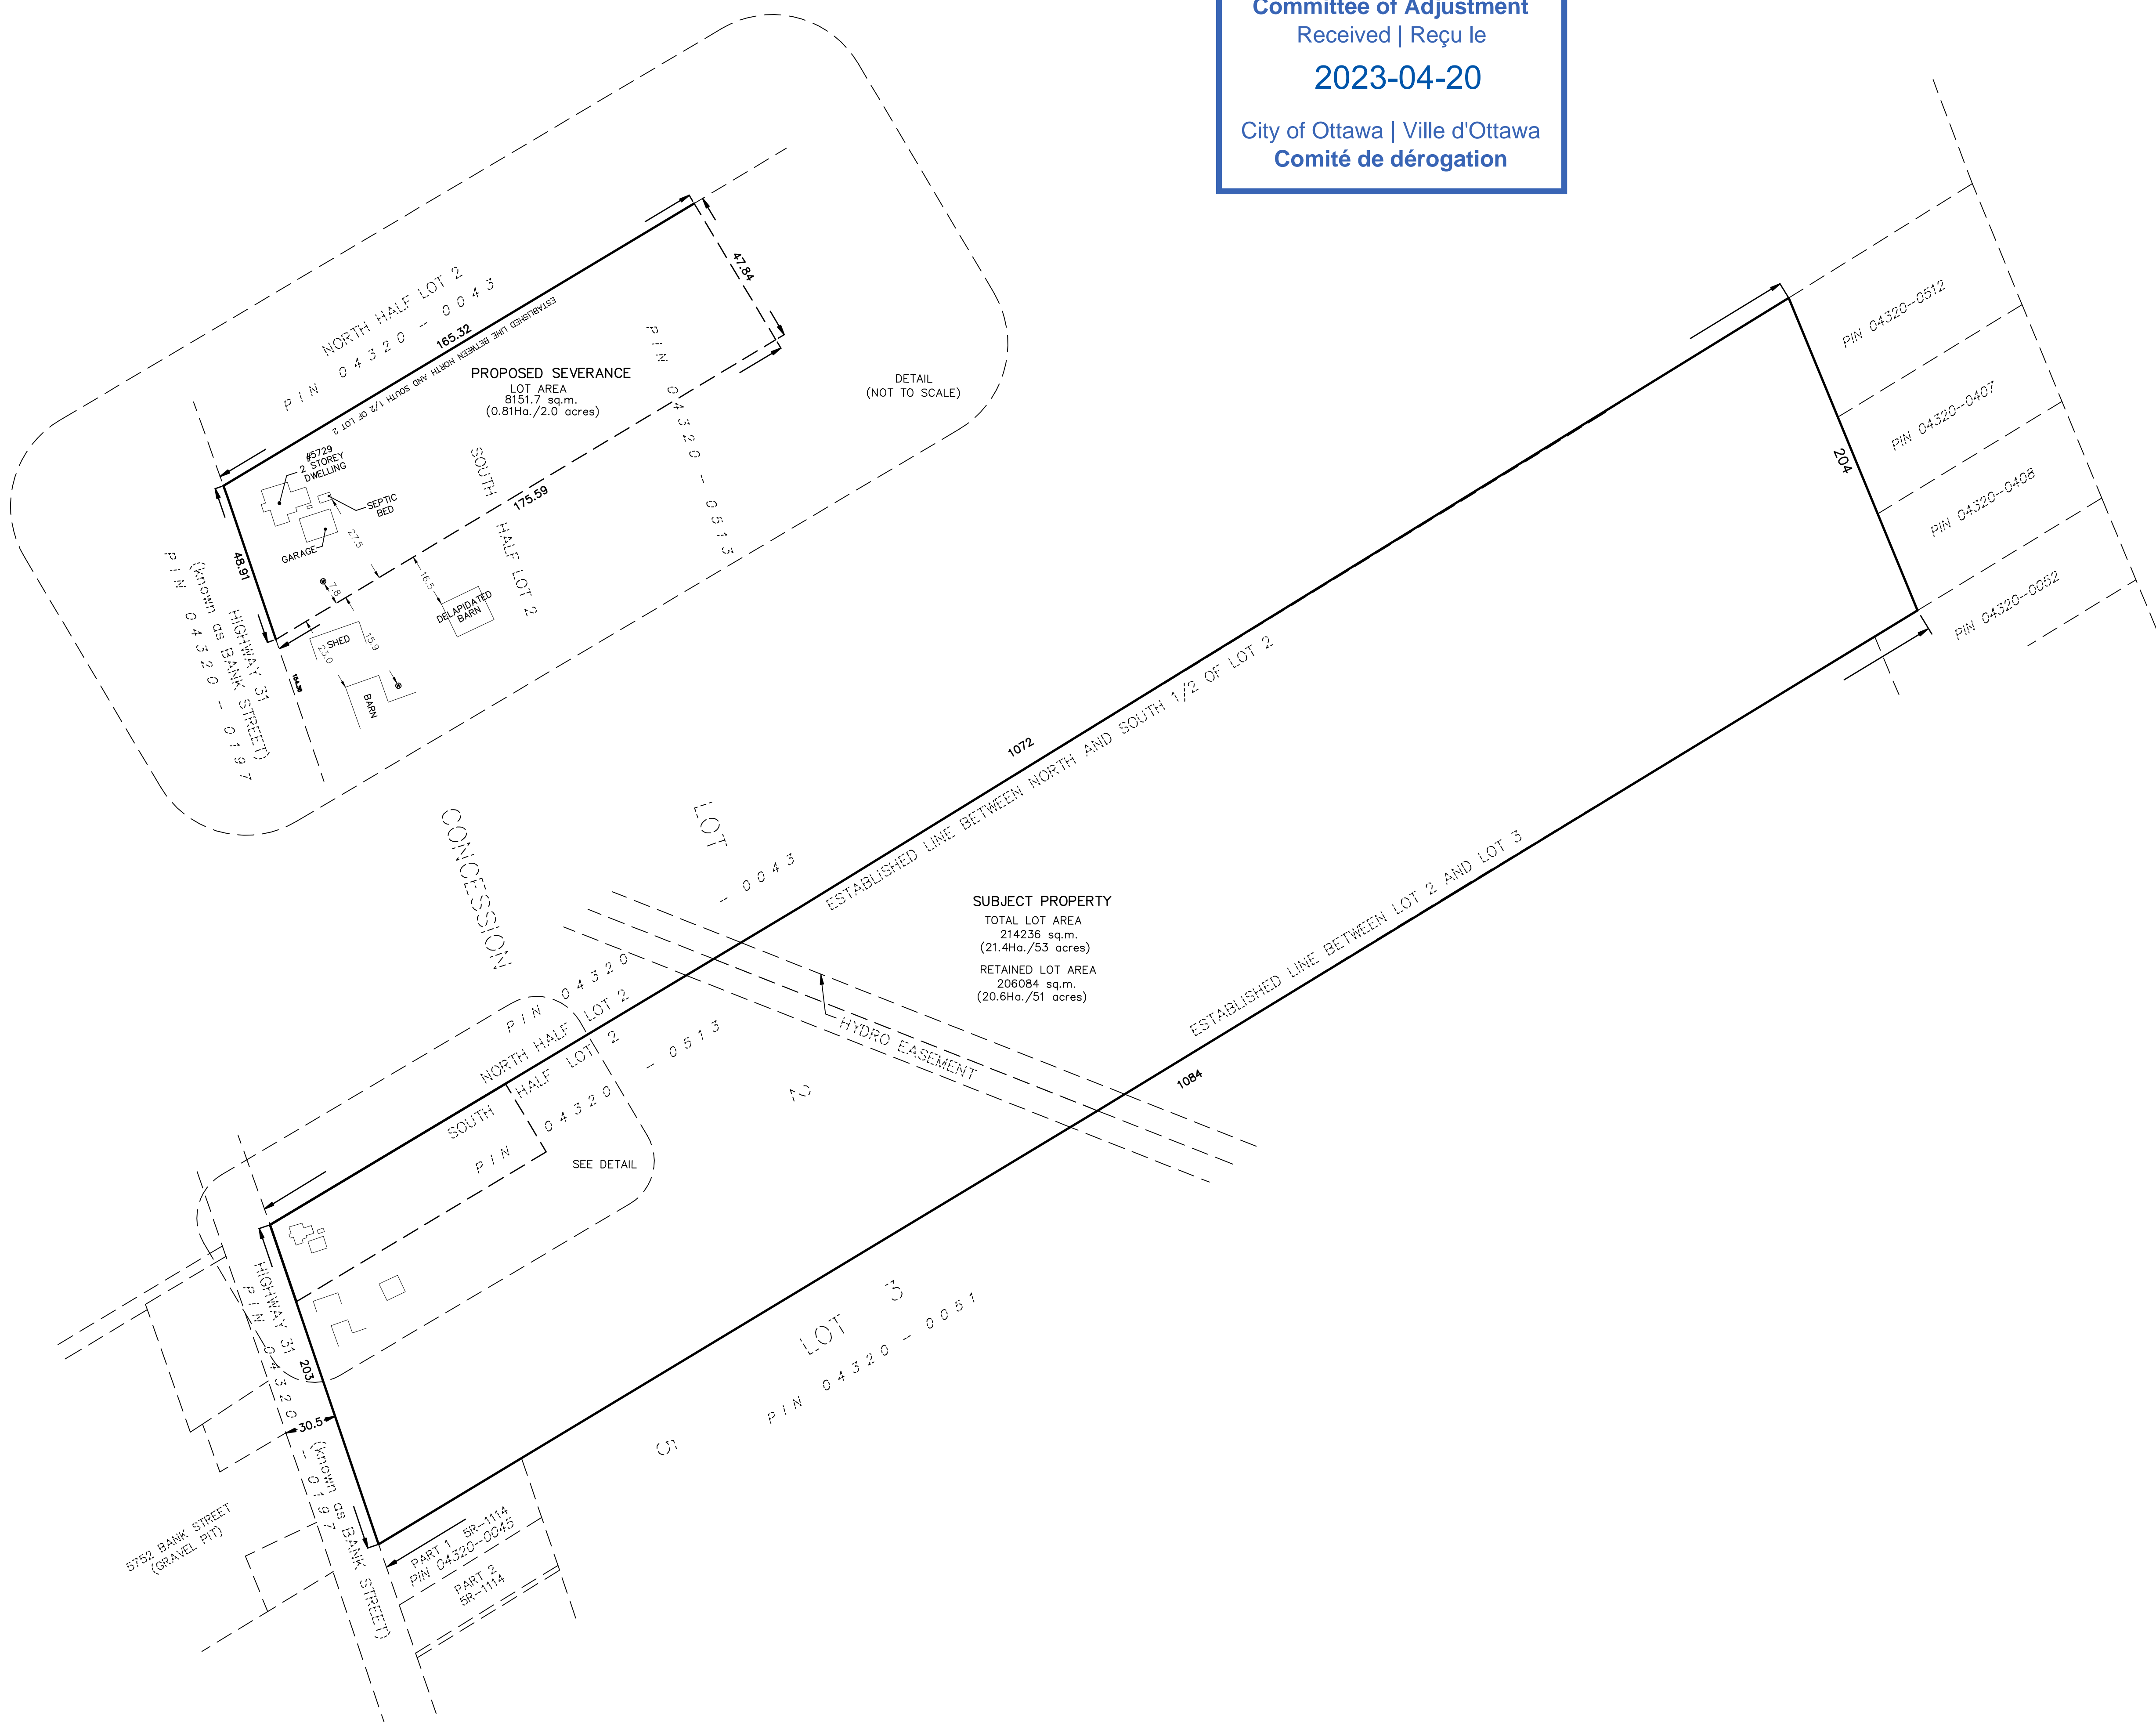 Committee of Adjustment
Received | Reçu le
2023-04-20
City of Ottawa | Ville d'Ottawa
Comité de dérogation
NORTH HALF LOT 2
PIN 04320 - 0043
165.32
ESTABLISHED LINE BETWEEN NORTH AND SOUTH 1/2 OF LOT 2
47.84
PROPOSED SEVERANCE
LOT AREA
8151.7 sq.m.
(0.81Ha./2.0 acres)
PIN 04320 - 0513
DETAIL
(NOT TO SCALE)
#5729
2 STOREY
DWELLING
SEPTIC
BED
GARAGE
27.5
175.59
SOUTH HALF LOT 2
48.91
7.8
16.5
DELAPIDATED
BARN
SHED
15.9
23.0
BARN
HIGHWAY 31
(known as BANK STREET)
PIN 04320 - 0197
PIN 04320--0512
PIN 04320--0407
204
PIN 04320--0408
PIN 04320--0052
1072
ESTABLISHED LINE BETWEEN NORTH AND SOUTH 1/2 OF LOT 2
CONCESSION
LOT
PIN 04320 -- 0043
SUBJECT PROPERTY
TOTAL LOT AREA
214236 sq.m.
(21.4Ha./53 acres)
RETAINED LOT AREA
206084 sq.m.
(20.6Ha./51 acres)
ESTABLISHED LINE BETWEEN LOT 2 AND LOT 3
1084
HYDRO EASEMENT
NORTH HALF LOT 2
SOUTH HALF LOT 2
PIN 04320 -- 0513
2
SEE DETAIL
HIGHWAY 31
(known as BANK STREET)
PIN 04320 - 0197
203
30.5
LOT 3
PIN 04320 - 0051
5
5752 BANK STREET
(GRAVEL PIT)
PART 1 5R-1114
PIN 04320--0045
PART 2
5R-1114